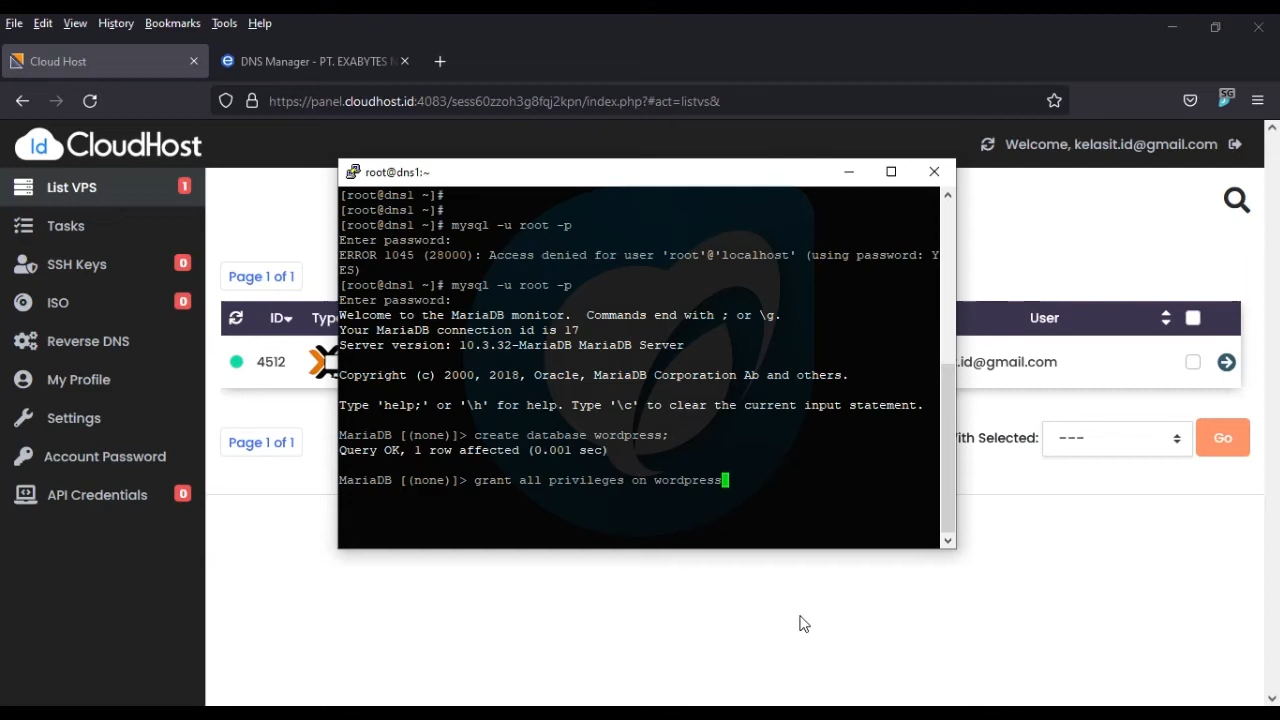 File Edit View History Bookmarks Tools Help
Cloud Host
DNS Manager - PT. EXABYTES
https://panel.cloudhost.id:4083/sess60zzoh3g8fqj2kpn/index.php?#act=listvs&
SG
Id CloudHost
Welcome, kelasit.id@gmail.com
List VPS 1
Tasks
SSH Keys 0
ISO 0
Reverse DNS
My Profile
Settings
Account Password
API Credentials 0
Page 1 of 1
ID Typ User
4512 .id@gmail.com
Page 1 of 1
With Selected: --- Go
root@dns1:~
[root@dns1 ~]#
[root@dns1 ~]#
[root@dns1 ~]# mysql -u root -p
Enter password:
ERROR 1045 (28000): Access denied for user 'root'@'localhost' (using password: Y
ES)
[root@dns1 ~]# mysql -u root -p
Enter password:
Welcome to the MariaDB monitor.  Commands end with ; or \g.
Your MariaDB connection id is 17
Server version: 10.3.32-MariaDB MariaDB Server
Copyright (c) 2000, 2018, Oracle, MariaDB Corporation Ab and others.
Type 'help;' or '\h' for help. Type '\c' to clear the current input statement.
MariaDB [(none)]> create database wordpress;
Query OK, 1 row affected (0.001 sec)
MariaDB [(none)]> grant all privileges on wordpress